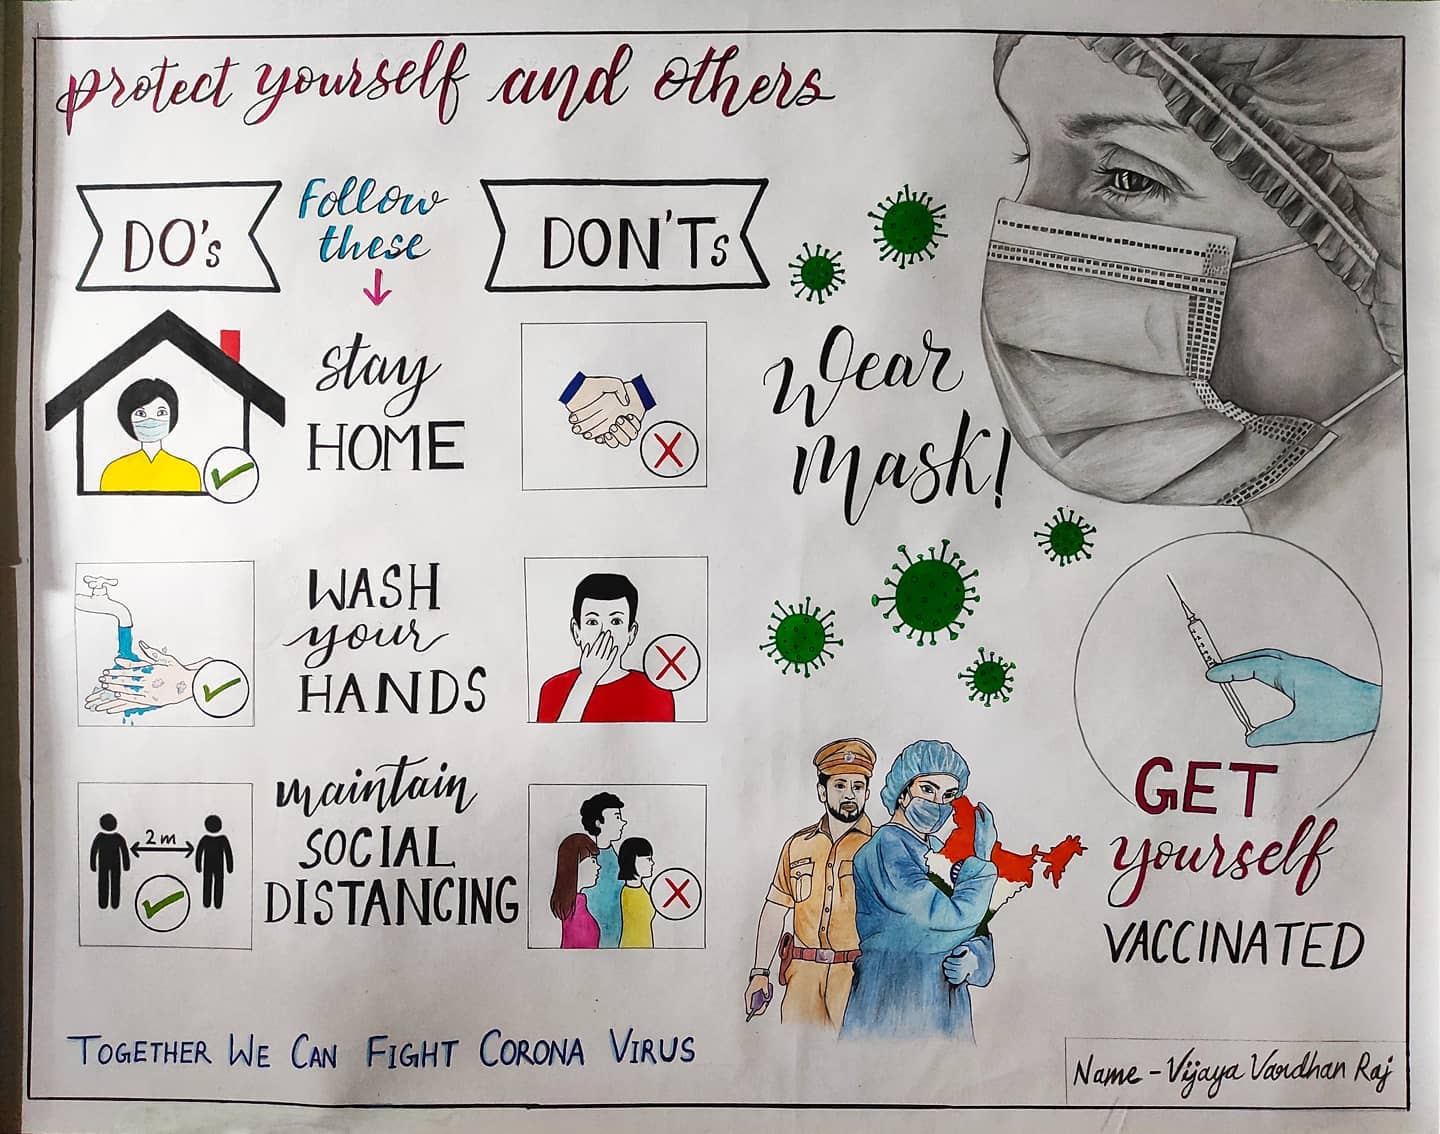 protect yourself and others
DO's
Follow
these
DON'Ts
stay
HOME
WASH
your
HANDS
maintain
SOCIAL
DISTANCING
2 m
Wear
Mask!
GET
yourself
VACCINATED
TOGETHER WE CAN FIGHT CORONA VIRUS
Name - Vijaya Vardhan Raj